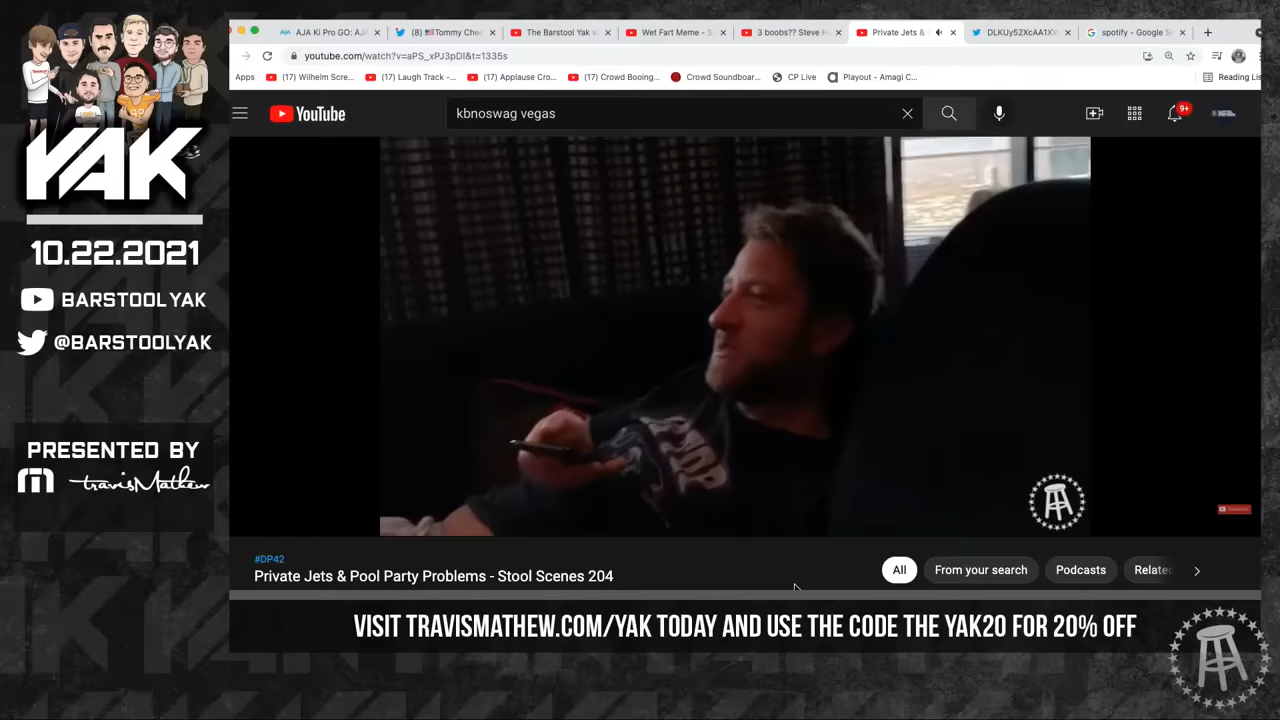 YAK
10.22.2021
BARSTOOL YAK
@BARSTOOLYAK
PRESENTED BY
travisMathew
AJA Ki Pro GO: AJ
(8) 🇺🇸Tommy Che
The Barstool Yak w
Wet Fart Meme - S
3 boobs?? Steve H
Private Jets &
DLKUy52XcAA1X
spotify - Google S
youtube.com/watch?v=aPS_xPJ3pDI&t=1335s
Apps
(17) Wilhelm Scre...
(17) Laugh Track -...
(17) Applause Cro...
(17) Crowd Booing...
Crowd Soundboar...
CP Live
Playout - Amagi C...
Reading Lis
YouTube
kbnoswag vegas
9+
#DP42
Private Jets & Pool Party Problems - Stool Scenes 204
All
From your search
Podcasts
Relate
VISIT TRAVISMATHEW.COM/YAK TODAY AND USE THE CODE THE YAK20 FOR 20% OFF